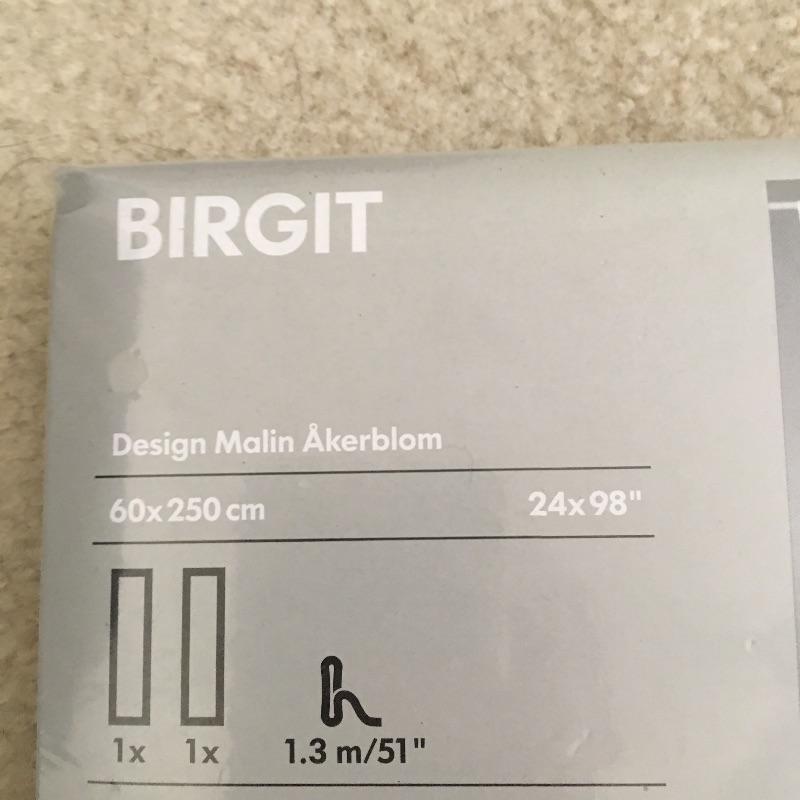 BIRGIT
Design Malin Åkerblom
60x250 cm 24x98"
1x 1x 1.3 m/51"